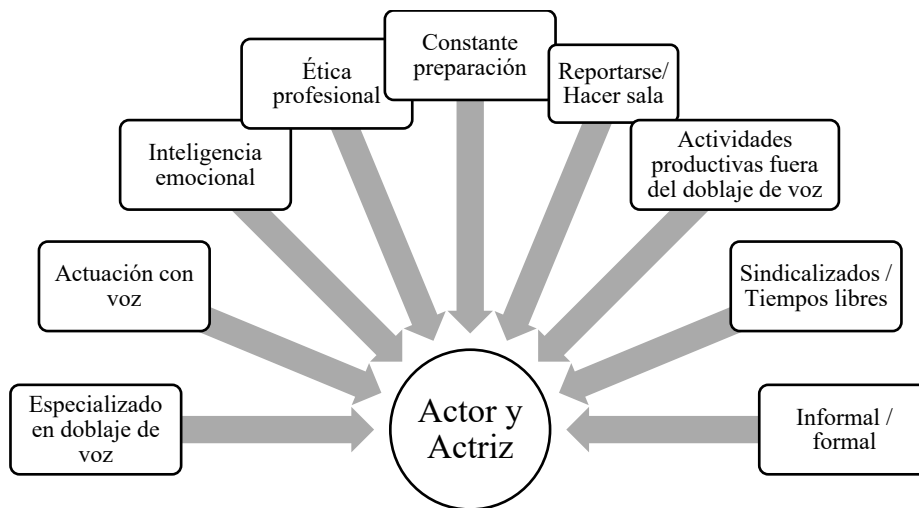 Constante
preparación
Ética
profesional
Reportarse/
Hacer sala
Inteligencia
emocional
Actividades
productivas fuera
del doblaje de voz
Actuación con
voz
Sindicalizados /
Tiempos libres
Especializado
en doblaje de
voz
Actor y
Actriz
Informal /
formal